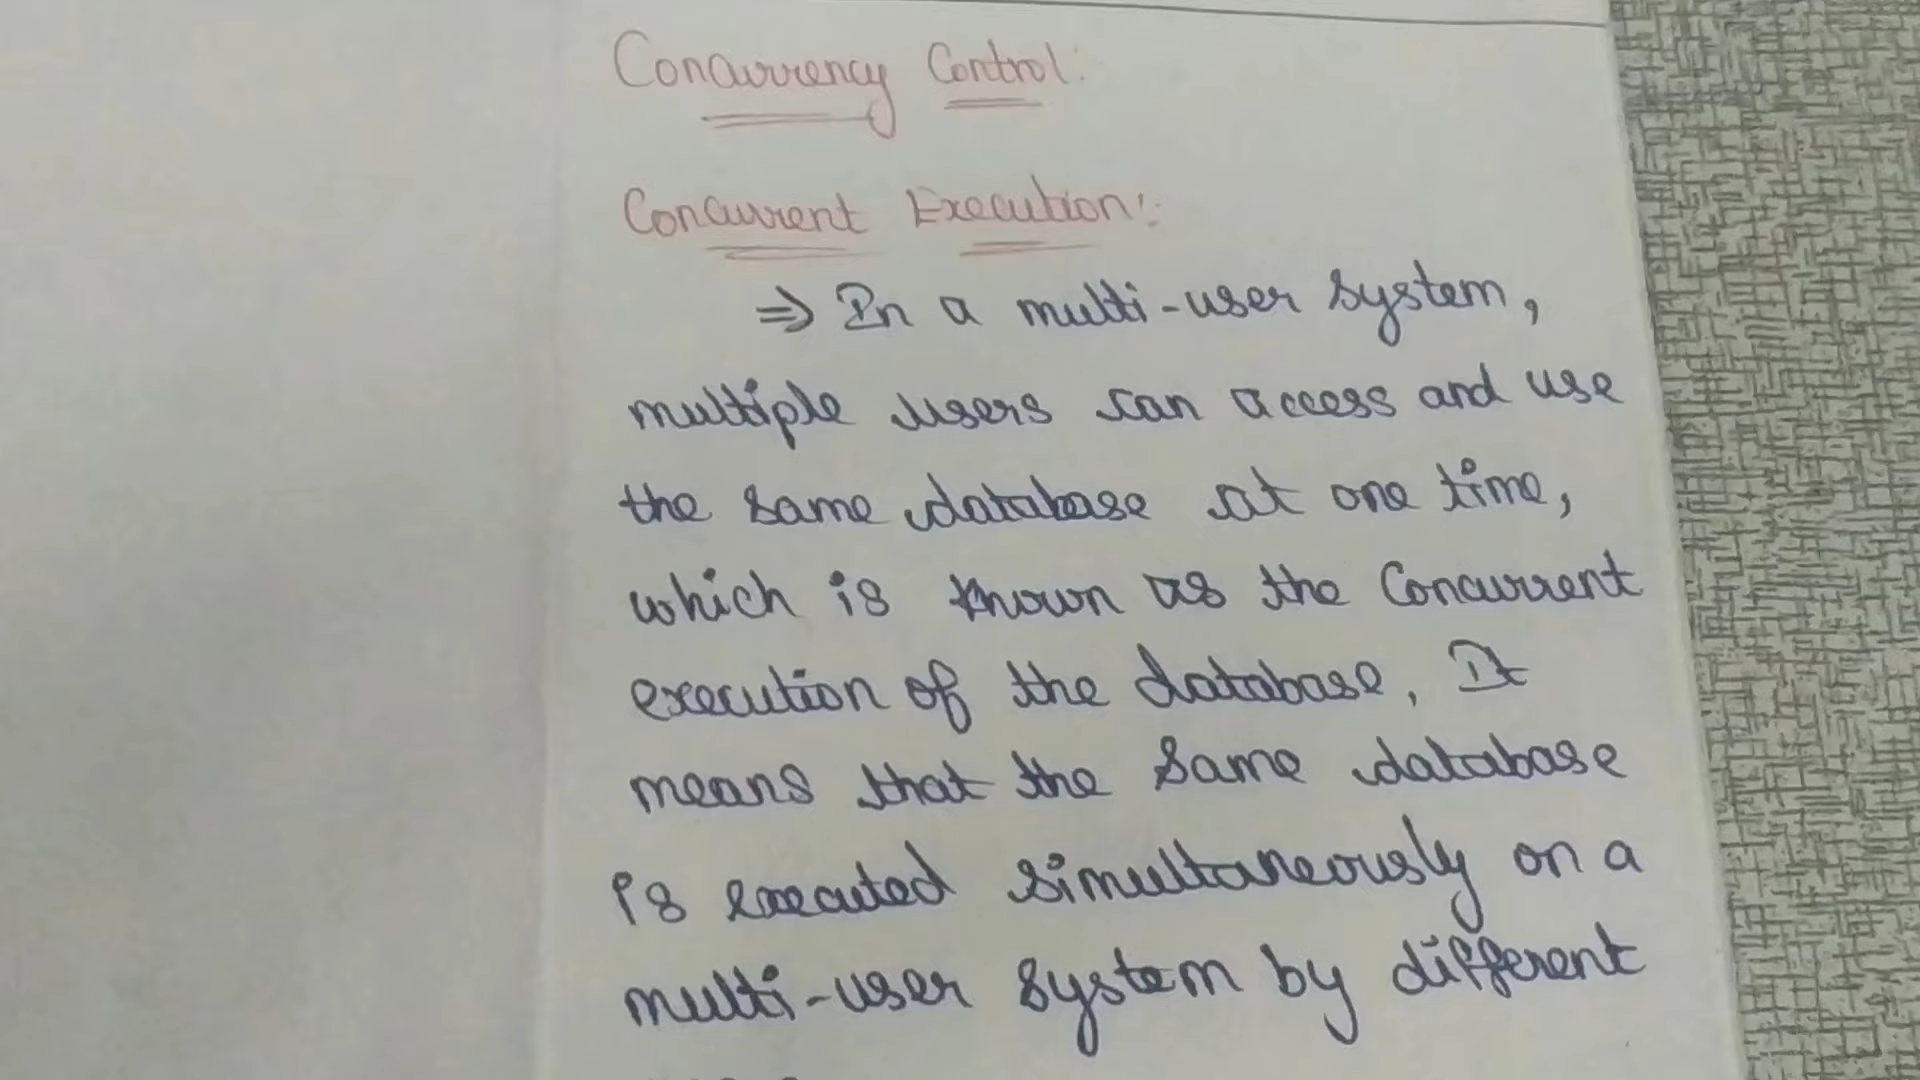 Concurrency Control:
Concurrent Execution:
⇒ In a multi-user system,
multiple users can access and use
the same database at one time,
which is known as the Concurrent
execution of the database, It
means that the same database
is executed simultaneously on a
multi-user system by different